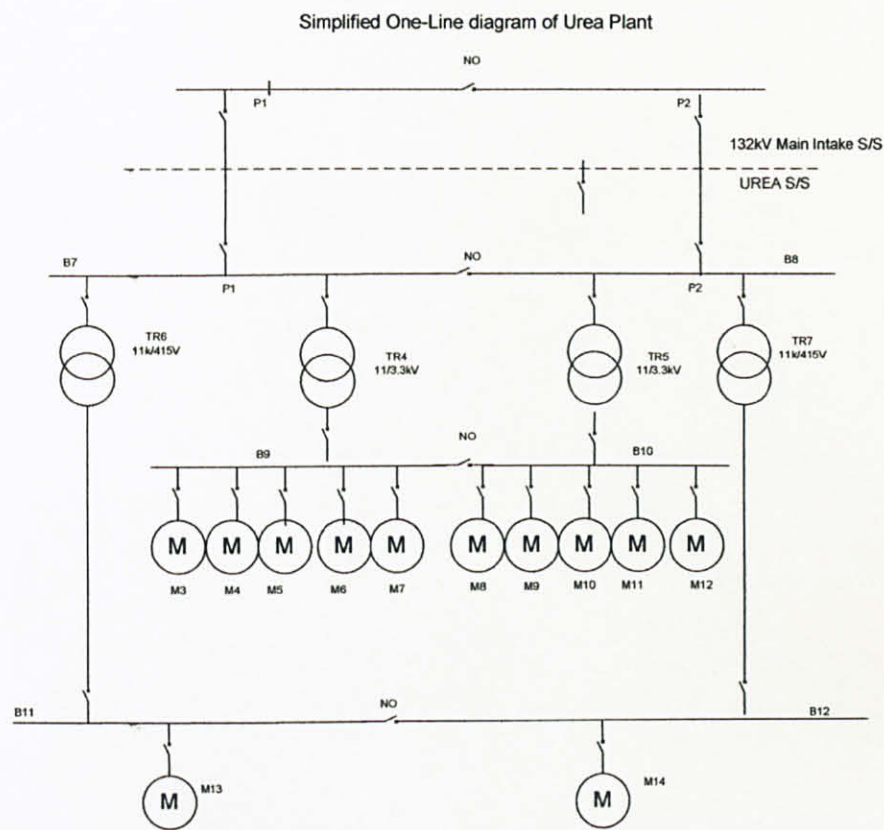 Simplified One-Line diagram of Urea Plant
NO
P1
P2
132kV Main Intake S/S
UREA S/S
B7
NO
B8
P1
P2
TR6
11k/415V
TR4
11/3.3kV
TR5
11/3.3kV
TR7
11k/415V
B9
NO
B10
M M M M M M M M M M
M3 M4 M5 M6 M7 M8 M9 M10 M11 M12
B11
NO
B12
M
M13
M
M14